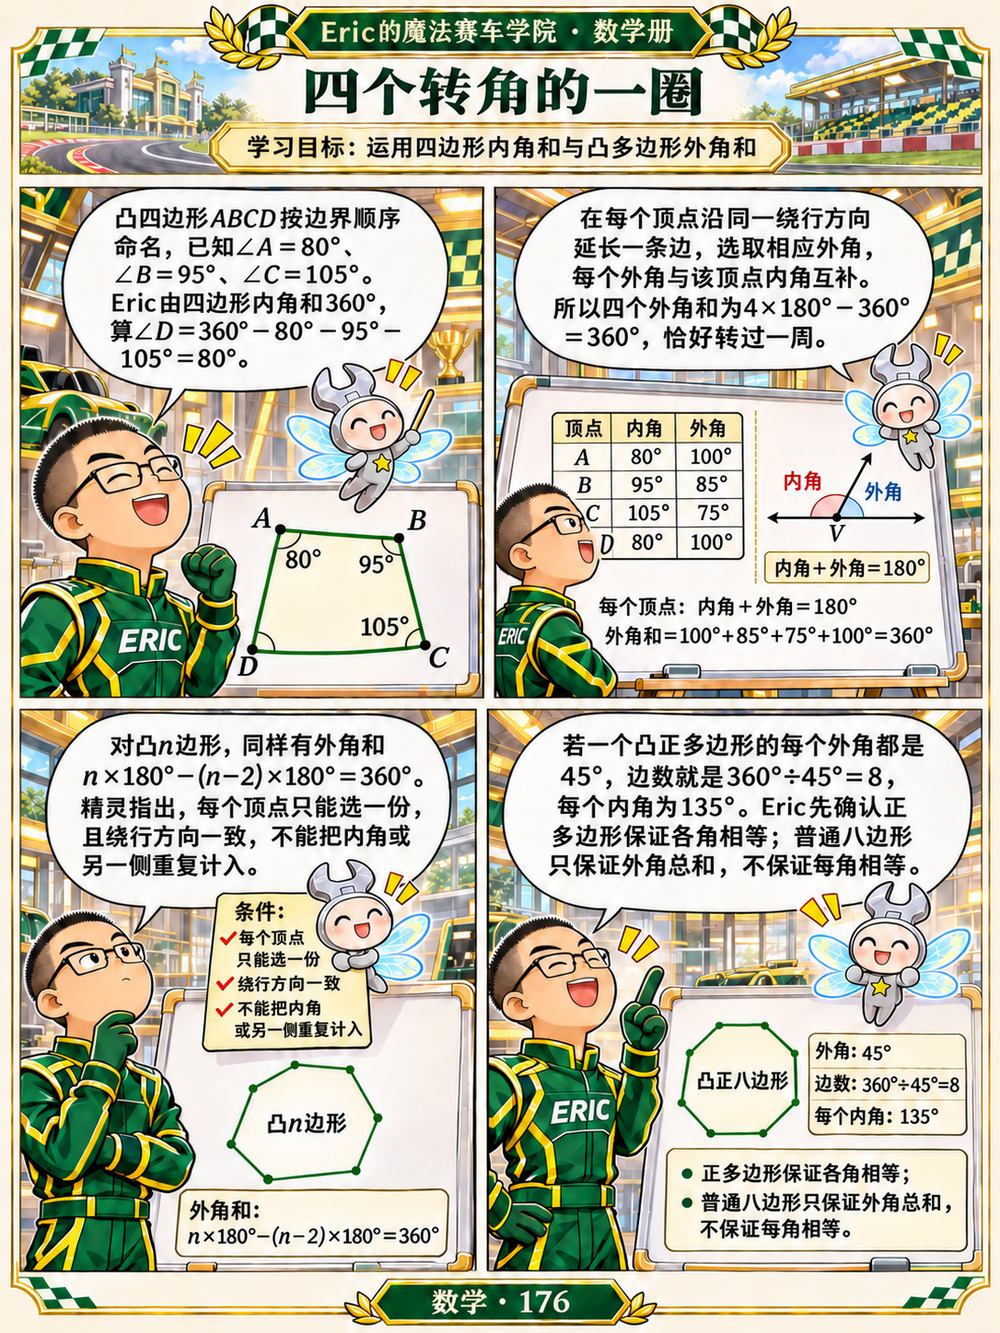 Eric的魔法赛车学院 · 数学册
四个转角的一圈
学习目标：运用四边形内角和与凸多边形外角和
凸四边形ABCD按边界顺序
命名，已知∠A=80°、
∠B=95°、∠C=105°。
Eric由四边形内角和360°，
算∠D=360°−80°−95°−
105°=80°。
A
B
80°
95°
105°
D
C
ERIC
在每个顶点沿同一绕行方向
延长一条边，选取相应外角，
每个外角与该顶点内角互补。
所以四个外角和为4×180°−360°
=360°，恰好转过一周。
顶点 内角 外角
A 80° 100°
B 95° 85°
C 105° 75°
D 80° 100°
内角
外角
V
内角+外角=180°
每个顶点：内角+外角=180°
外角和=100°+85°+75°+100°=360°
ERIC
对凸n边形，同样有外角和
n×180°−(n−2)×180°=360°。
精灵指出，每个顶点只能选一份，
且绕行方向一致，不能把内角或
另一侧重复计入。
条件：
✓每个顶点
只能选一份
✓绕行方向一致
✓不能把内角
或另一侧重复计入
凸n边形
外角和：
n×180°−(n−2)×180°=360°
若一个凸正多边形的每个外角都是
45°，边数就是360°÷45°=8，
每个内角为135°。Eric先确认正
多边形保证各角相等；普通八边形
只保证外角总和，不保证每角相等。
ERIC
凸正八边形
外角：45°
边数：360°÷45°=8
每个内角：135°
• 正多边形保证各角相等；
• 普通八边形只保证外角总和，
不保证每角相等。
数学 · 176